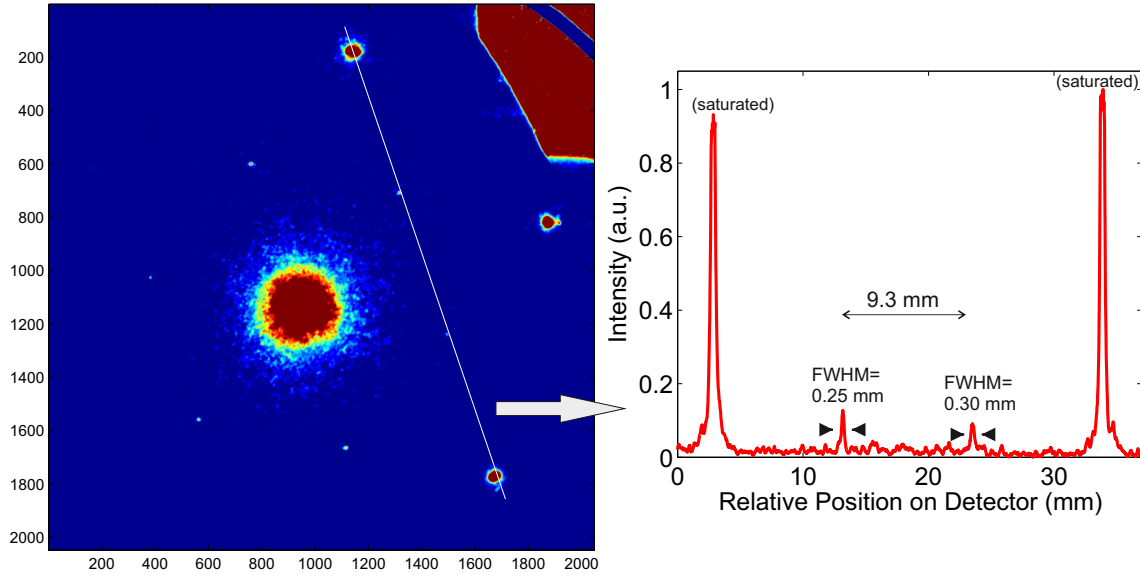 200
400
600
800
1000
1200
1400
1600
1800
2000
200 400 600 800 1000 1200 1400 1600 1800 2000
(saturated)
(saturated)
9.3 mm
FWHM=
0.25 mm
FWHM=
0.30 mm
Intensity (a.u.)
1
0.8
0.6
0.4
0.2
0
0 10 20 30
Relative Position on Detector (mm)